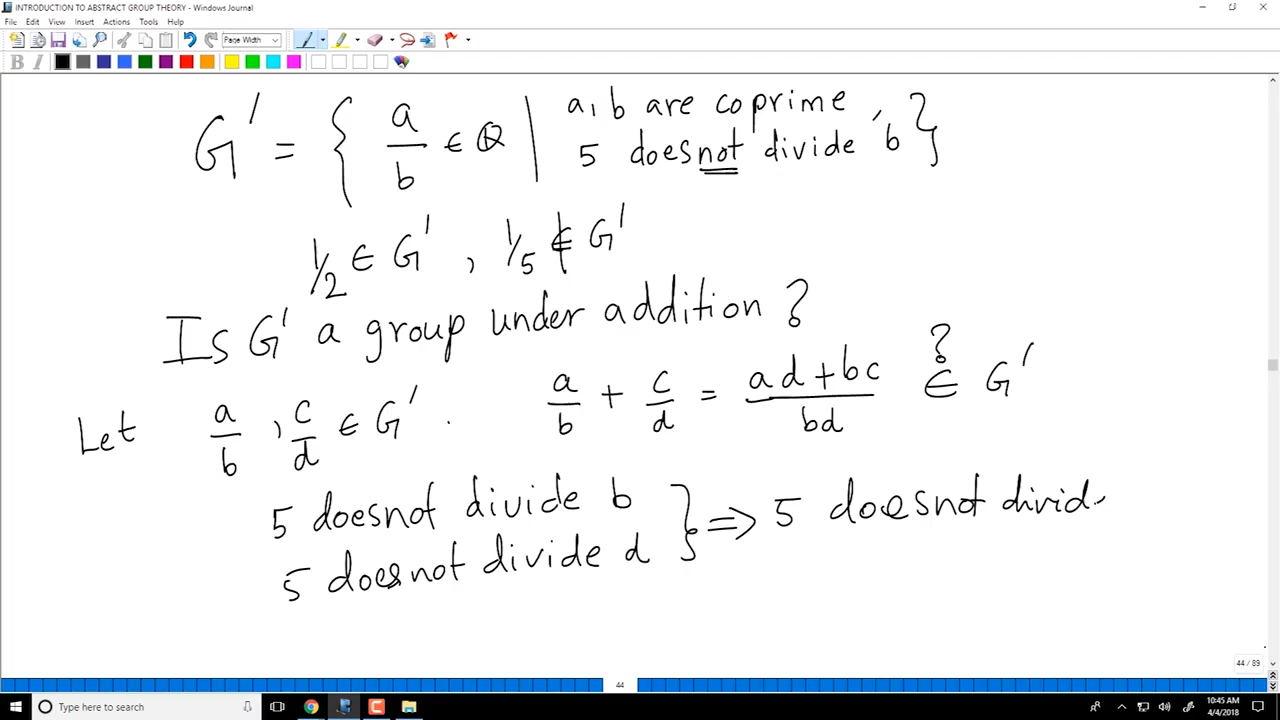 INTRODUCTION TO ABSTRACT GROUP THEORY - Windows Journal
File Edit View Insert Actions Tools Help
Page Width
B I
G' = { a/b ∈ ℚ | a, b are coprime, 5 does not divide b }
1/2 ∈ G' , 1/5 ∉ G'
Is G' a group under addition ?
Let a/b , c/d ∈ G' . a/b + c/d = ad+bc/bd ∈? G'
5 doesnot divide b } ⇒ 5 doesnot divid
5 doesnot divide d
44 / 89
44
Type here to search
10:45 AM
4/4/2018